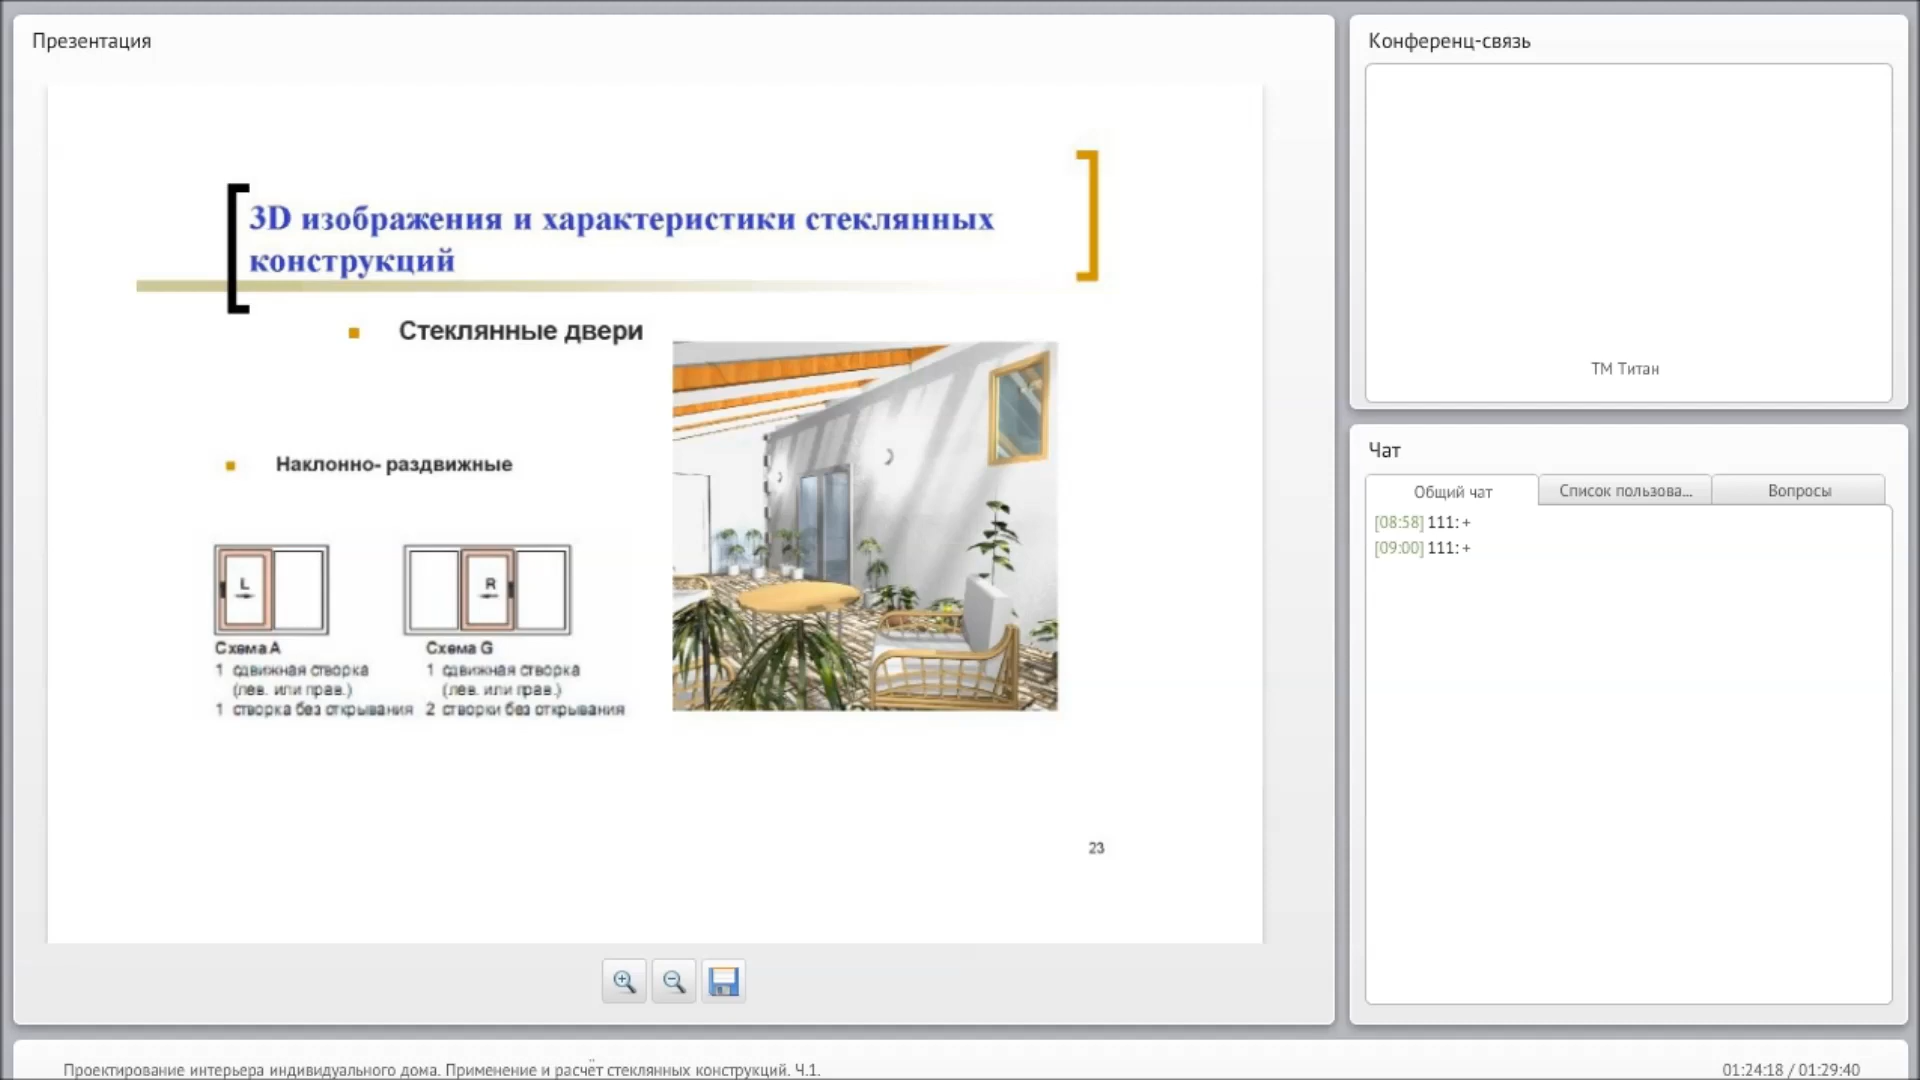 Презентация
3D изображения и характеристики стеклянных
конструкций
Стеклянные двери
Наклонно- раздвижные
L
R
Схема A
1 сдвижная створка
(лев. или прав.)
1 створка без открывания
Схема G
1 сдвижная створка
(лев. или прав.)
2 створки без открывания
23
Конференц-связь
ТМ Титан
Чат
Общий чат
Список пользова...
Вопросы
[08:58] 111: +
[09:00] 111: +
Проектирование интерьера индивидуального дома. Применение и расчёт стеклянных конструкций. Ч.1.
01:24:18 / 01:29:40